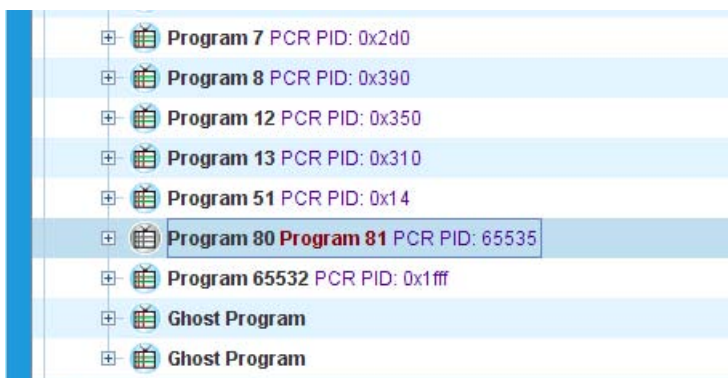 Program 7 PCR PID: 0x2d0
Program 8 PCR PID: 0x390
Program 12 PCR PID: 0x350
Program 13 PCR PID: 0x310
Program 51 PCR PID: 0x14
Program 80 Program 81 PCR PID: 65535
Program 65532 PCR PID: 0x1fff
Ghost Program
Ghost Program